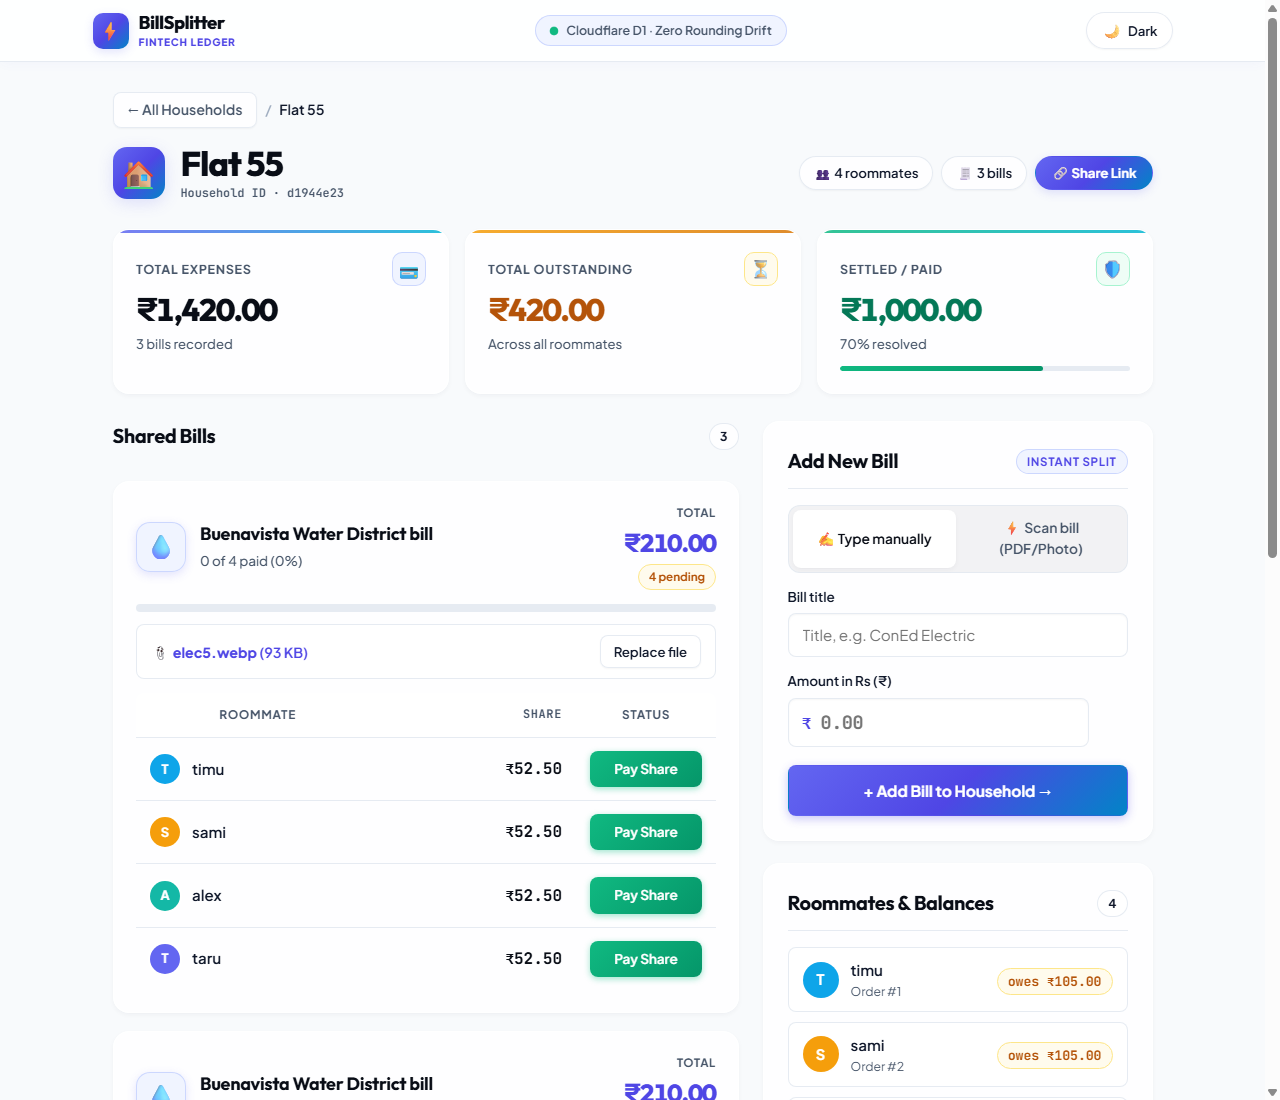 BillSplitter
FINTECH LEDGER
Cloudflare D1 · Zero Rounding Drift
Dark
← All Households / Flat 55
Flat 55
Household ID · d1944e23
4 roommates
3 bills
Share Link
TOTAL EXPENSES
₹1,420.00
3 bills recorded
TOTAL OUTSTANDING
₹420.00
Across all roommates
SETTLED / PAID
₹1,000.00
70% resolved
Shared Bills
3
Buenavista Water District bill
0 of 4 paid (0%)
TOTAL
₹210.00
4 pending
elec5.webp (93 KB)
Replace file
ROOMMATE SHARE STATUS
T timu ₹52.50 Pay Share
S sami ₹52.50 Pay Share
A alex ₹52.50 Pay Share
T taru ₹52.50 Pay Share
Buenavista Water District bill
TOTAL
₹210.00
Add New Bill
INSTANT SPLIT
Type manually
Scan bill
(PDF/Photo)
Bill title
Title, e.g. ConEd Electric
Amount in Rs (₹)
₹ 0.00
+ Add Bill to Household →
Roommates & Balances
4
T timu
Order #1
owes ₹105.00
S sami
Order #2
owes ₹105.00